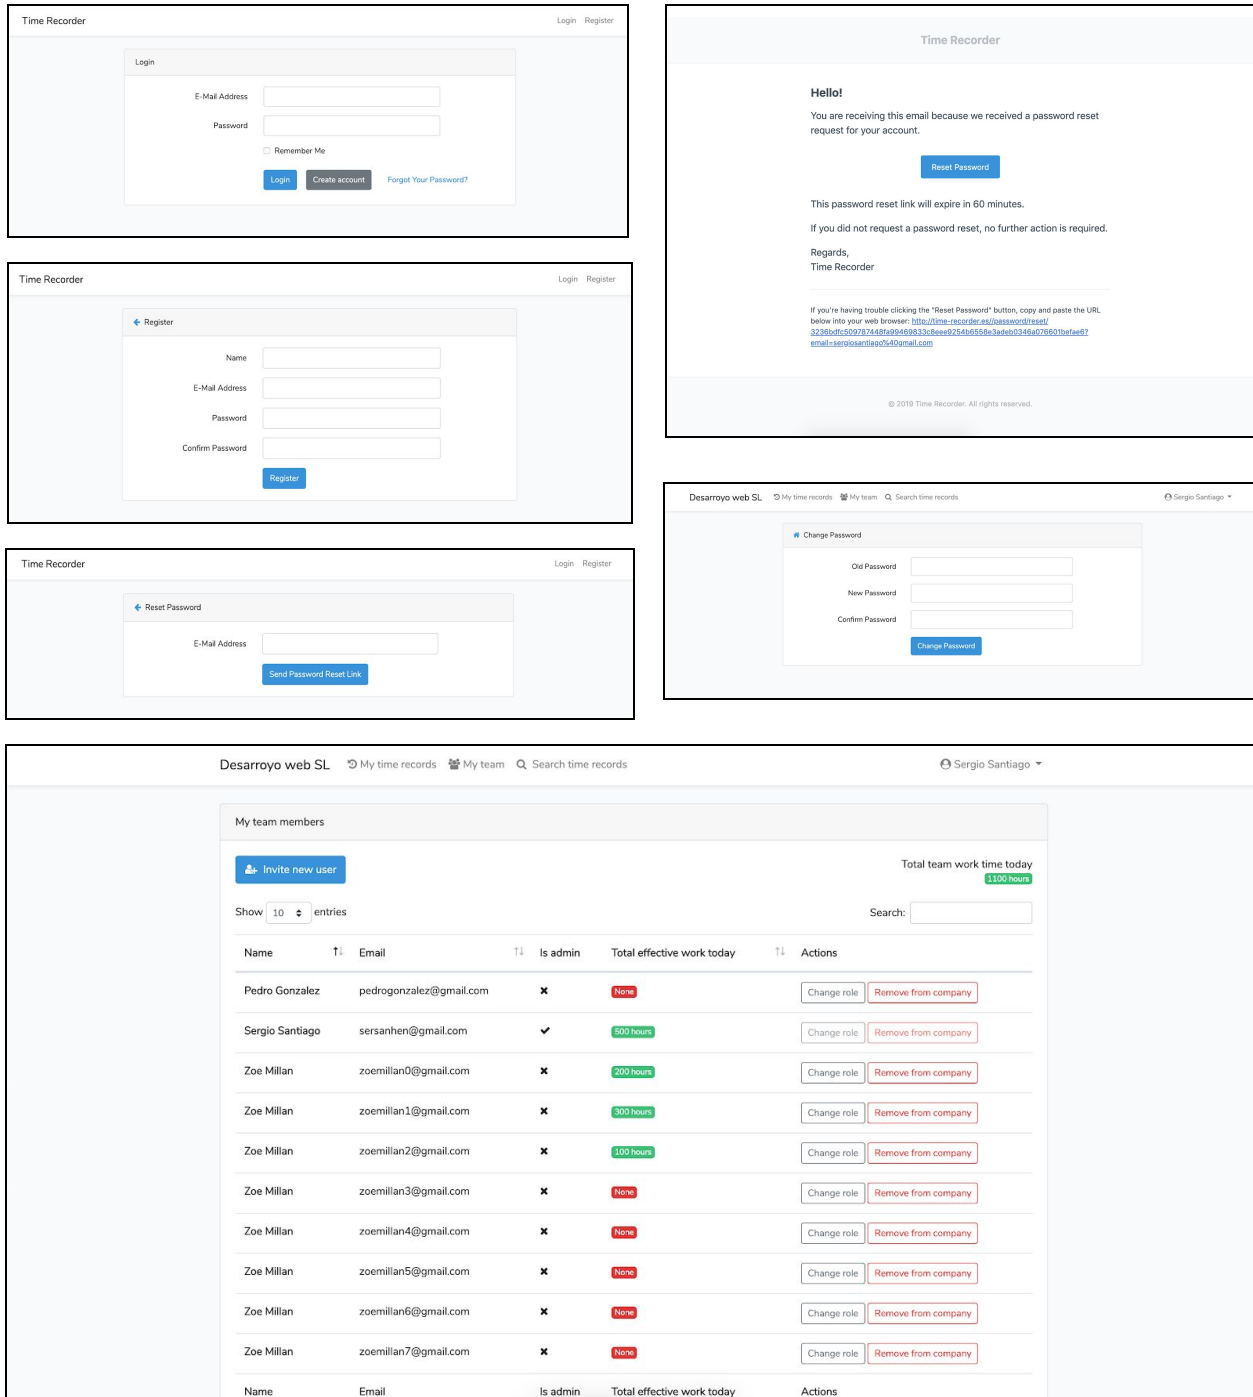 Time Recorder
Login Register
Login
E-Mail Address
Password
Remember Me
Login Create account Forgot Your Password?
Time Recorder
Login Register
Register
Name
E-Mail Address
Password
Confirm Password
Register
Time Recorder
Login Register
Reset Password
E-Mail Address
Send Password Reset Link
Time Recorder
Hello!
You are receiving this email because we received a password reset
request for your account.
Reset Password
This password reset link will expire in 60 minutes.
If you did not request a password reset, no further action is required.
Regards,
Time Recorder
If you're having trouble clicking the "Reset Password" button, copy and paste the URL
below into your web browser: http://time-recorder.es//password/reset/
3236bdfc509787448fa99469833c8eee9254b6558e3adeb0346a076601befae6?
email=sergiosantiago%40gmail.com
© 2019 Time Recorder. All rights reserved.
Desarroyo web SL My time records My team Search time records Sergio Santiago
Change Password
Old Password
New Password
Confirm Password
Change Password
Desarroyo web SL My time records My team Search time records Sergio Santiago
My team members
Invite new user
Total team work time today
1100 hours
Show 10 entries Search:
Name Email Is admin Total effective work today Actions
Pedro Gonzalez pedrogonzalez@gmail.com None Change role Remove from company
Sergio Santiago sersanhen@gmail.com 500 hours Change role Remove from company
Zoe Millan zoemillan0@gmail.com 200 hours Change role Remove from company
Zoe Millan zoemillan1@gmail.com 300 hours Change role Remove from company
Zoe Millan zoemillan2@gmail.com 100 hours Change role Remove from company
Zoe Millan zoemillan3@gmail.com None Change role Remove from company
Zoe Millan zoemillan4@gmail.com None Change role Remove from company
Zoe Millan zoemillan5@gmail.com None Change role Remove from company
Zoe Millan zoemillan6@gmail.com None Change role Remove from company
Zoe Millan zoemillan7@gmail.com None Change role Remove from company
Name Email Is admin Total effective work today Actions